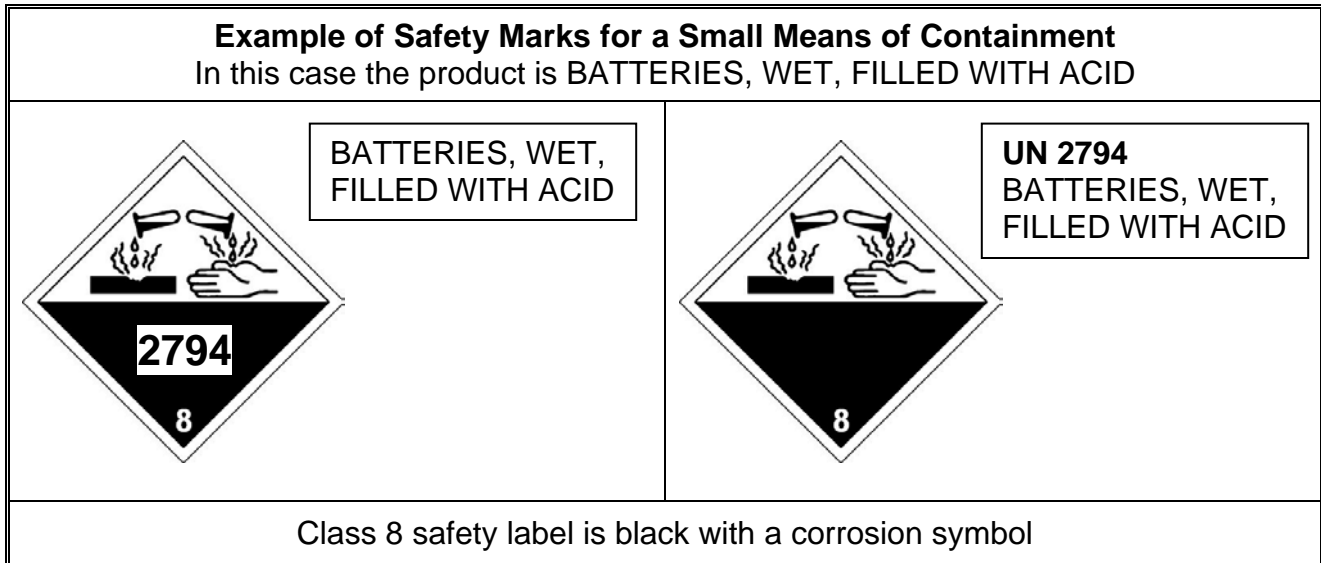 Example of Safety Marks for a Small Means of Containment
In this case the product is BATTERIES, WET, FILLED WITH ACID
BATTERIES, WET,
FILLED WITH ACID
2794
8
UN 2794
BATTERIES, WET,
FILLED WITH ACID
8
Class 8 safety label is black with a corrosion symbol